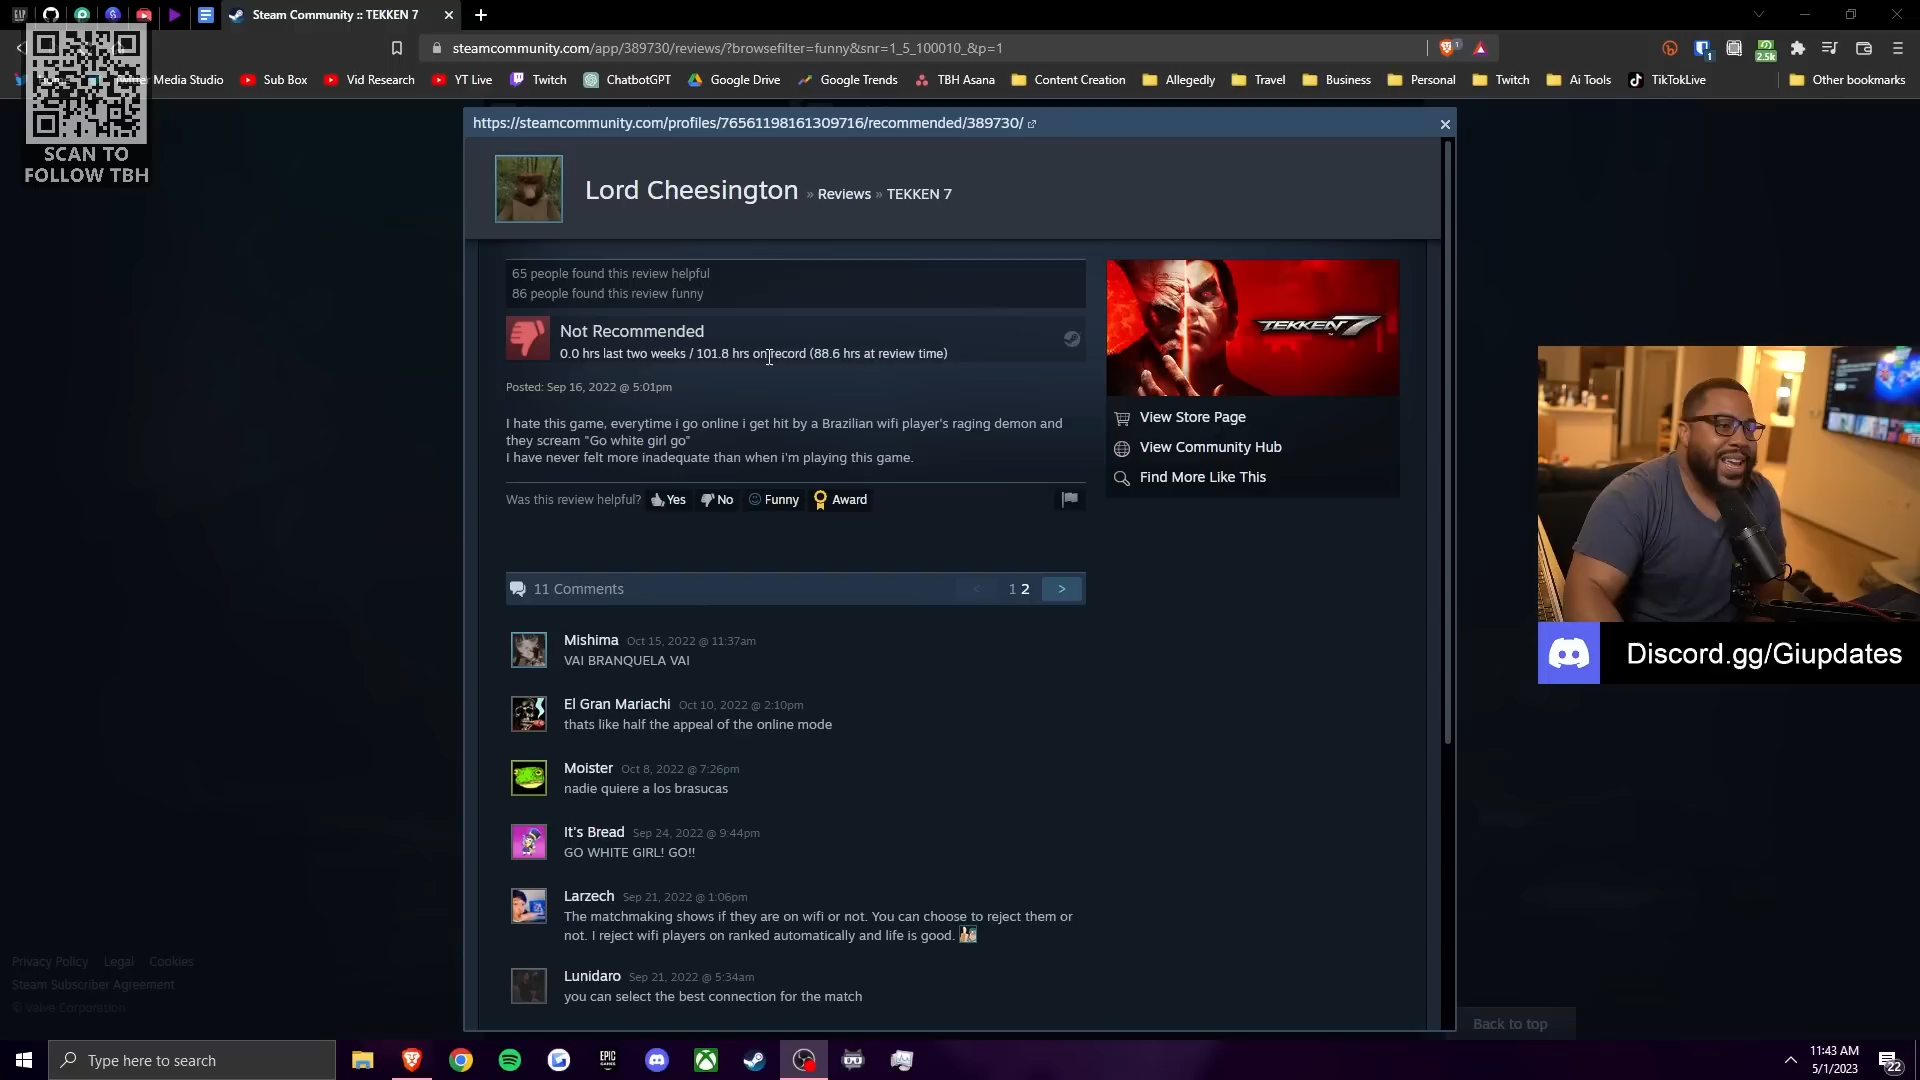 Steam Community :: TEKKEN 7
steamcommunity.com/app/389730/reviews/?browsefilter=funny&snr=1_5_100010_&p=1
1
1
2.5k
Twitter Media Studio
Sub Box
Vid Research
YT Live
Twitch
ChatbotGPT
Google Drive
Google Trends
TBH Asana
Content Creation
Allegedly
Travel
Business
Personal
Twitch
Ai Tools
TikTokLive
Other bookmarks
SCAN TO
FOLLOW TBH
https://steamcommunity.com/profiles/76561198161309716/recommended/389730/
Lord Cheesington » Reviews » TEKKEN 7
65 people found this review helpful
86 people found this review funny
Not Recommended
0.0 hrs last two weeks / 101.8 hrs on record (88.6 hrs at review time)
Posted: Sep 16, 2022 @ 5:01pm
I hate this game, everytime i go online i get hit by a Brazilian wifi player's raging demon and
they scream "Go white girl go"
I have never felt more inadequate than when i'm playing this game.
Was this review helpful? Yes No Funny Award
TEKKEN 7
View Store Page
View Community Hub
Find More Like This
11 Comments
< 1 2 >
Mishima Oct 15, 2022 @ 11:37am
VAI BRANQUELA VAI
El Gran Mariachi Oct 10, 2022 @ 2:10pm
thats like half the appeal of the online mode
Moister Oct 8, 2022 @ 7:26pm
nadie quiere a los brasucas
It's Bread Sep 24, 2022 @ 9:44pm
GO WHITE GIRL! GO!!
Larzech Sep 21, 2022 @ 1:06pm
The matchmaking shows if they are on wifi or not. You can choose to reject them or
not. I reject wifi players on ranked automatically and life is good.
Lunidaro Sep 21, 2022 @ 5:34am
you can select the best connection for the match
Discord.gg/Giupdates
Privacy Policy Legal Cookies
Steam Subscriber Agreement
© Valve Corporation
Back to top
Type here to search
EPIC GAMES
11:43 AM
5/1/2023
22